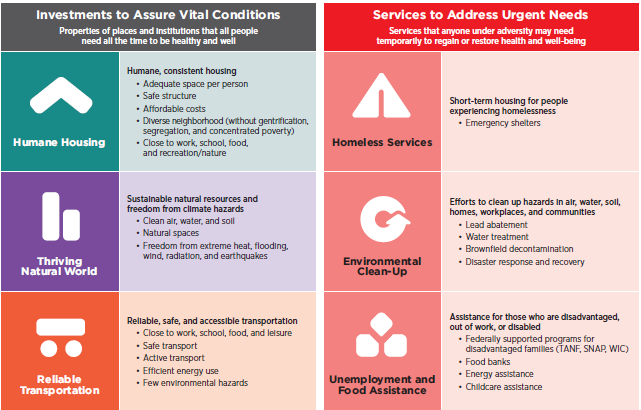 Investments to Assure Vital Conditions
Properties of places and institutions that all people
need all the time to be healthy and well
Humane Housing
Humane, consistent housing
• Adequate space per person
• Safe structure
• Affordable costs
• Diverse neighborhood (without gentrification,
segregation, and concentrated poverty)
• Close to work, school, food,
and recreation/nature
Thriving
Natural World
Sustainable natural resources and
freedom from climate hazards
• Clean air, water, and soil
• Natural spaces
• Freedom from extreme heat, flooding,
wind, radiation, and earthquakes
Reliable
Transportation
Reliable, safe, and accessible transportation
• Close to work, school, food, and leisure
• Safe transport
• Active transport
• Efficient energy use
• Few environmental hazards
Services to Address Urgent Needs
Services that anyone under adversity may need
temporarily to regain or restore health and well-being
Homeless Services
Short-term housing for people
experiencing homelessness
• Emergency shelters
Environmental
Clean-Up
Efforts to clean up hazards in air, water, soil,
homes, workplaces, and communities
• Lead abatement
• Water treatment
• Brownfield decontamination
• Disaster response and recovery
Unemployment and
Food Assistance
Assistance for those who are disadvantaged,
out of work, or disabled
• Federally supported programs for
disadvantaged families (TANF, SNAP, WIC)
• Food banks
• Energy assistance
• Childcare assistance